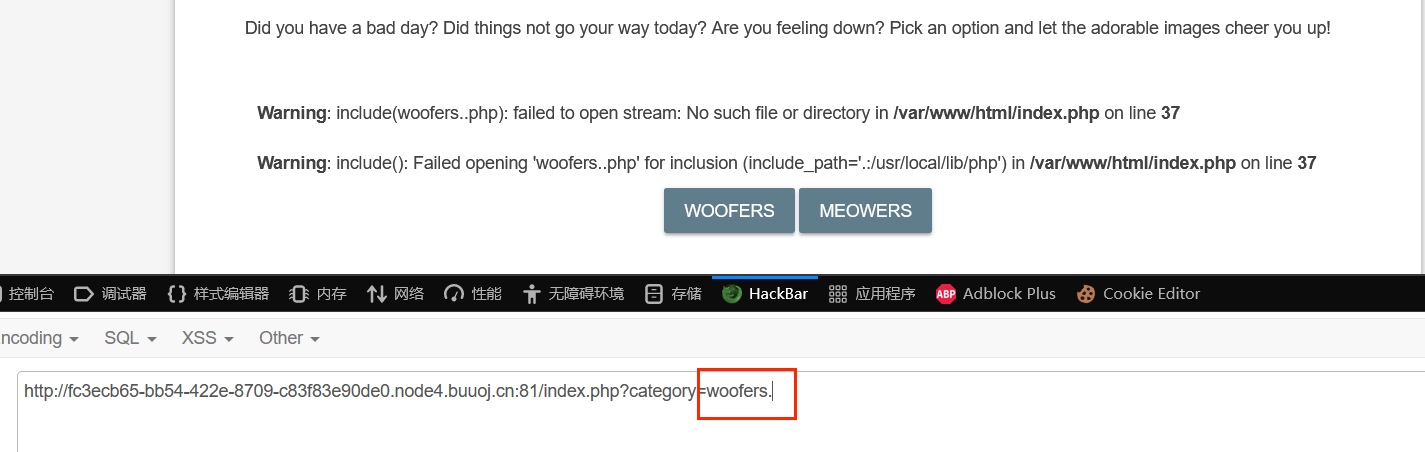 Did you have a bad day? Did things not go your way today? Are you feeling down? Pick an option and let the adorable images cheer you up!
Warning: include(woofers..php): failed to open stream: No such file or directory in /var/www/html/index.php on line 37
Warning: include(): Failed opening 'woofers..php' for inclusion (include_path='.:/usr/local/lib/php') in /var/www/html/index.php on line 37
WOOFERS MEOWERS
控制台 调试器 {} 样式编辑器 内存 网络 性能 无障碍环境 存储 HackBar 应用程序 ABP Adblock Plus Cookie Editor
ncoding SQL XSS Other
http://fc3ecb65-bb54-422e-8709-c83f83e90de0.node4.buuoj.cn:81/index.php?category=woofers.